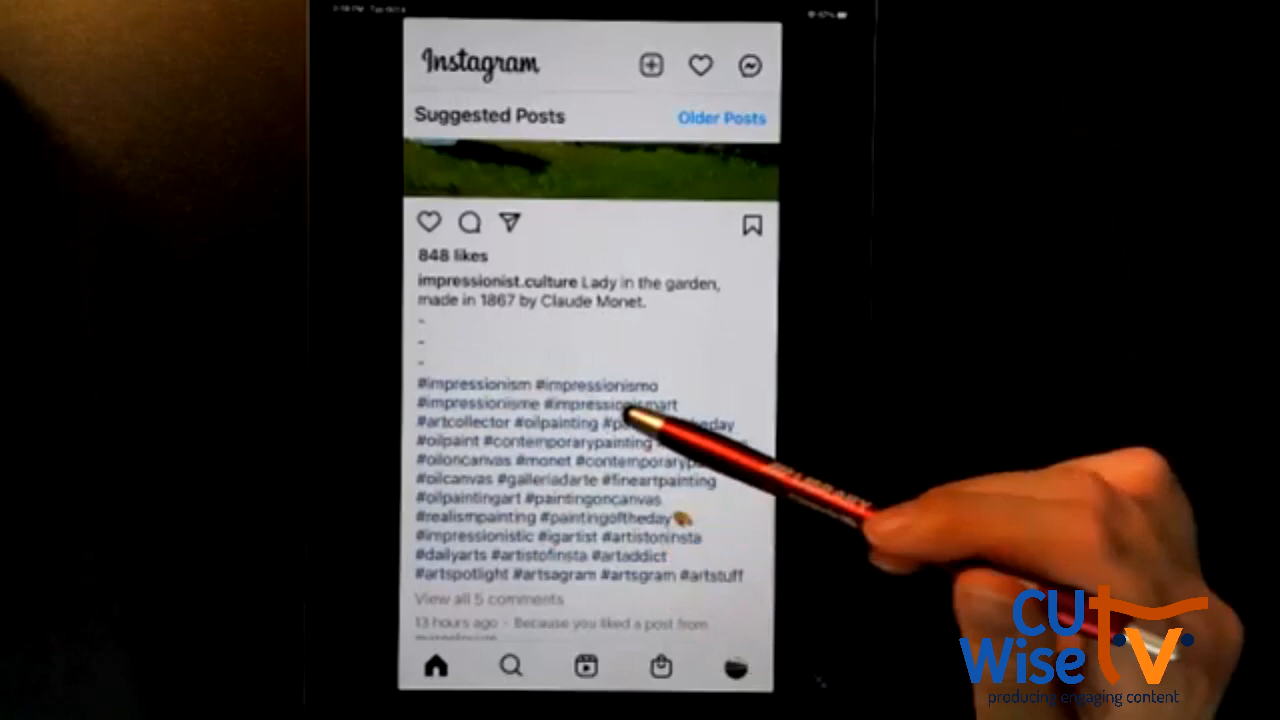 Instagram
Suggested Posts Older Posts
848 likes
impressionist.culture Lady in the garden,
made in 1867 by Claude Monet.
-
-
-
#impressionism #impressionismo
#impressionisme #impressionismart
#artcollector #oilpainting
#oilpaint #contemporarypainting
#oiloncanvas #monet
#oilcanvas #galleriadarte #fineartpainting
#oilpaintingart #paintingoncanvas
#realismpainting #paintingoftheday🎨
#impressionistic #igartist #artistoninsta
#dailyarts #artistofinsta #artaddict
#artspotlight #artsagram #artsgram #artstuff
View all 5 comments
13 hours ago - Because you liked a post from
LIBRARY
CU
Wise tv
producing engaging content